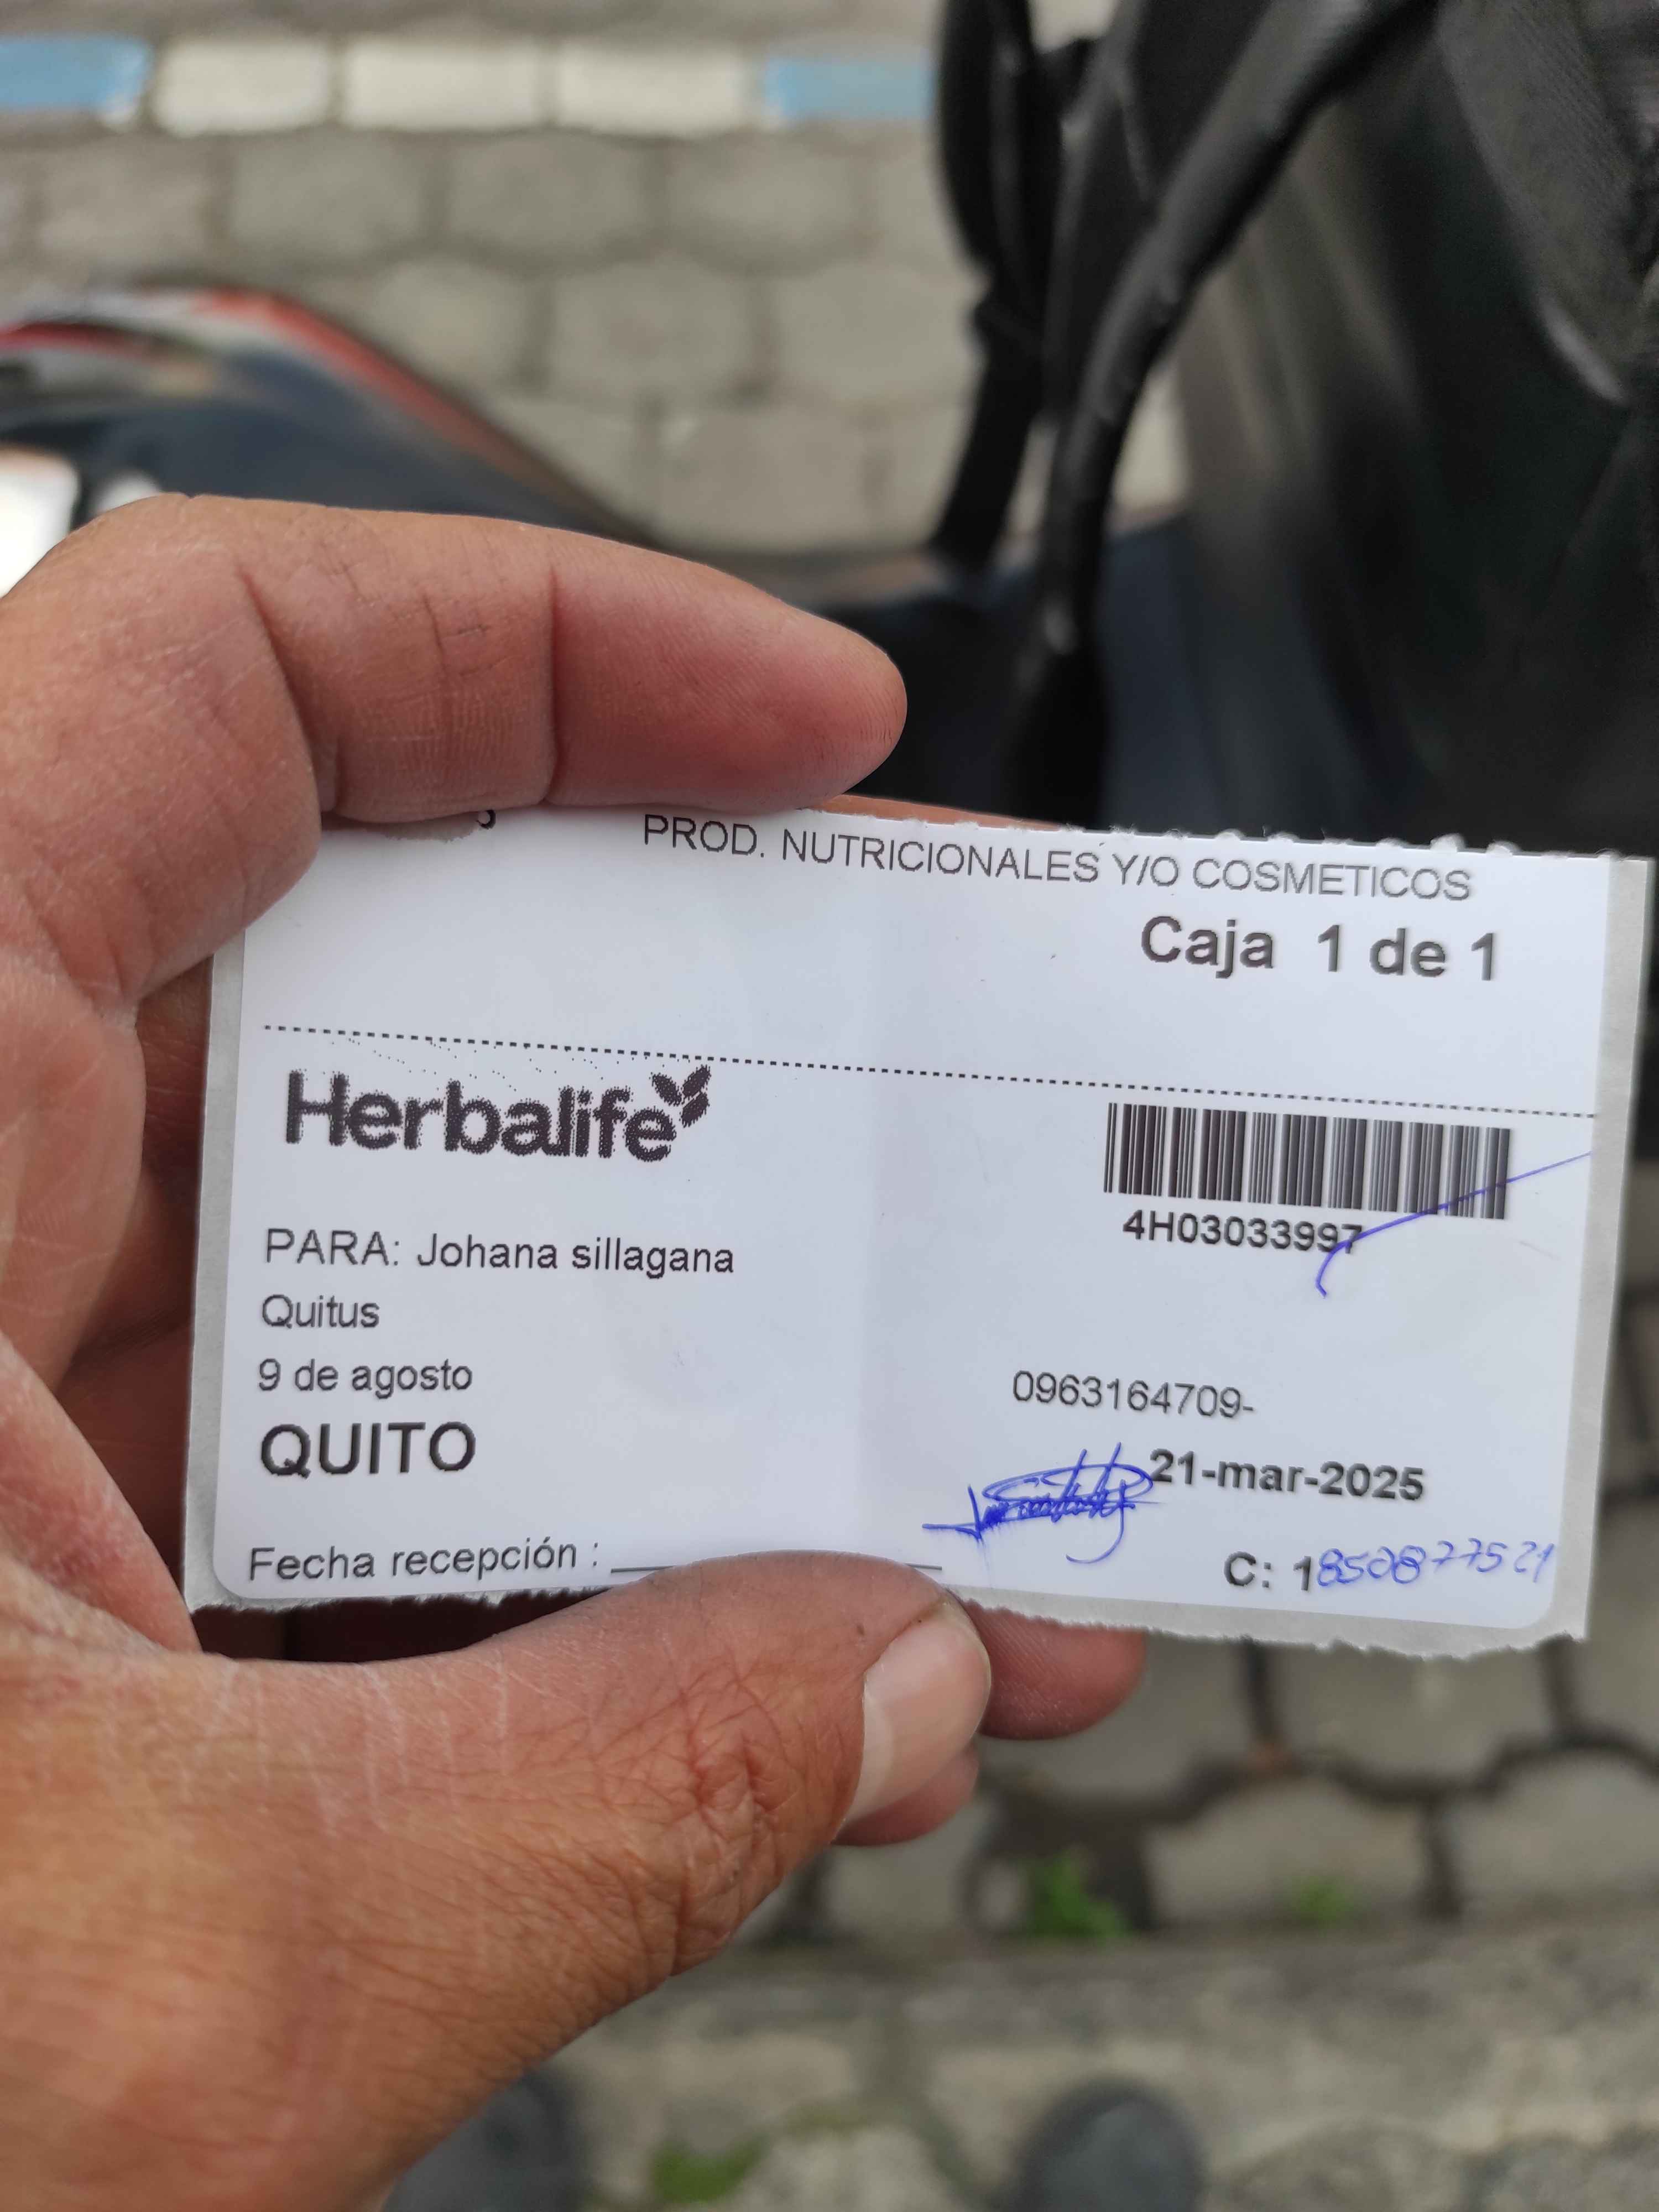 PROD. NUTRICIONALES Y/O COSMETICOS
Caja 1 de 1
Herbalife
4H03033997
PARA: Johana sillagana
Quitus
9 de agosto
0963164709-
QUITO
21-mar-2025
Fecha recepción :
C: 1850877521